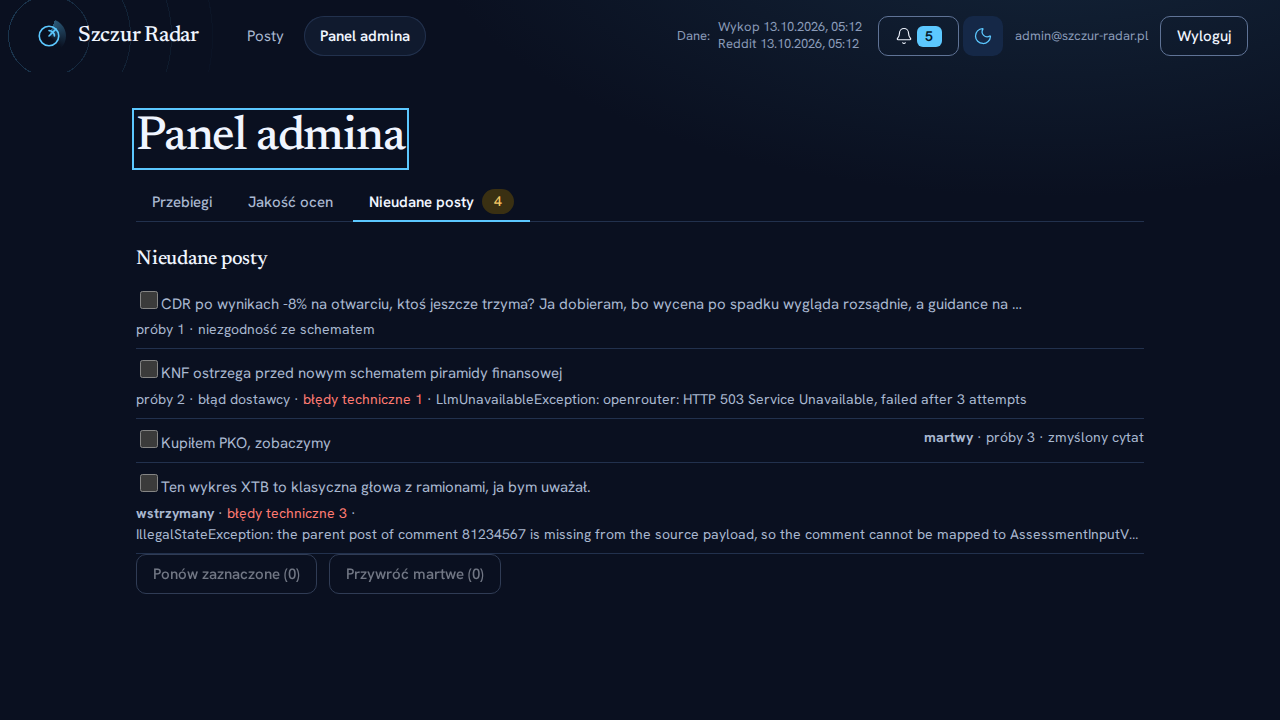 Szczur Radar
Posty
Panel admina
Dane:
Wykop 13.10.2026, 05:12
Reddit 13.10.2026, 05:12
5
admin@szczur-radar.pl
Wyloguj
Panel admina
Przebiegi
Jakość ocen
Nieudane posty 4
Nieudane posty
CDR po wynikach -8% na otwarciu, ktoś jeszcze trzyma? Ja dobieram, bo wycena po spadku wygląda rozsądnie, a guidance na ...
próby 1 · niezgodność ze schematem
KNF ostrzega przed nowym schematem piramidy finansowej
próby 2 · błąd dostawcy · błędy techniczne 1 · LlmUnavailableException: openrouter: HTTP 503 Service Unavailable, failed after 3 attempts
Kupiłem PKO, zobaczymy
martwy · próby 3 · zmyślony cytat
Ten wykres XTB to klasyczna głowa z ramionami, ja bym uważał.
wstrzymany · błędy techniczne 3 ·
IllegalStateException: the parent post of comment 81234567 is missing from the source payload, so the comment cannot be mapped to AssessmentInputV...
Ponów zaznaczone (0)
Przywróć martwe (0)